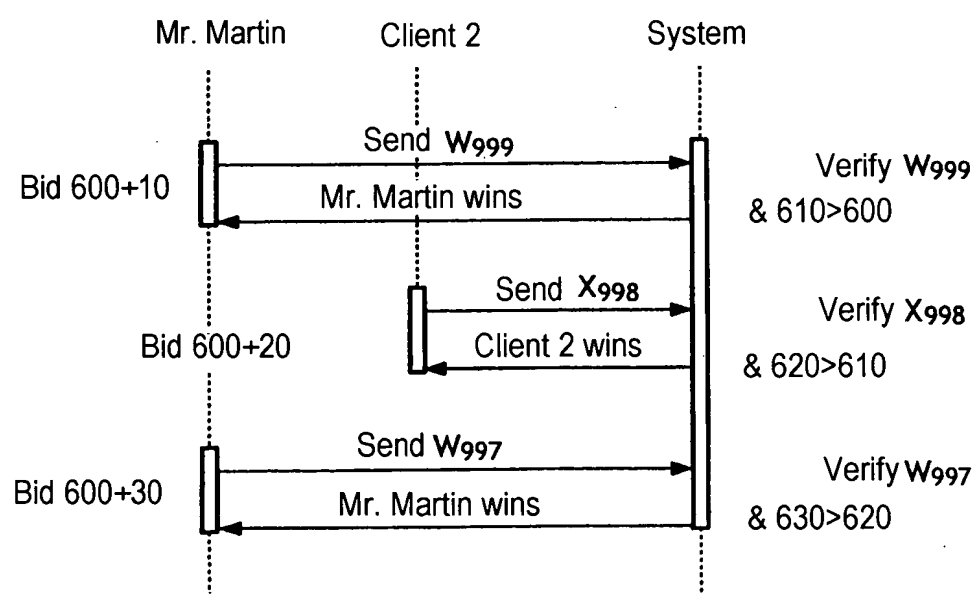 Mr. Martin Client 2 System
Send W999
Bid 600+10
Verify W999
Mr. Martin wins
& 610>600
Send X998
Verify X998
Bid 600+20
Client 2 wins
& 620>610
Send W997
Verify W997
Bid 600+30
Mr. Martin wins
& 630>620